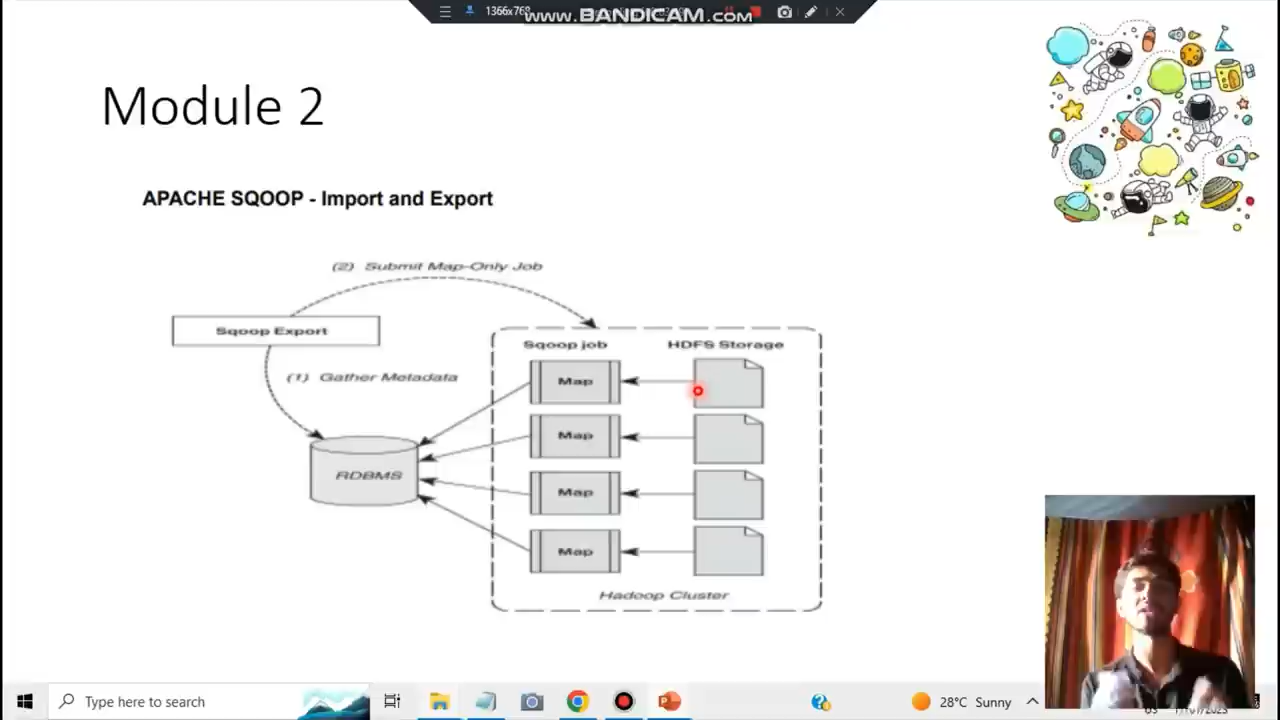 1366x768
www.BANDICAM.com
Module 2
APACHE SQOOP - Import and Export
(2) Submit Map-Only Job
Sqoop Export
(1) Gather Metadata
RDBMS
Sqoop job
HDFS Storage
Map
Map
Map
Map
Hadoop Cluster
Type here to search
28°C Sunny